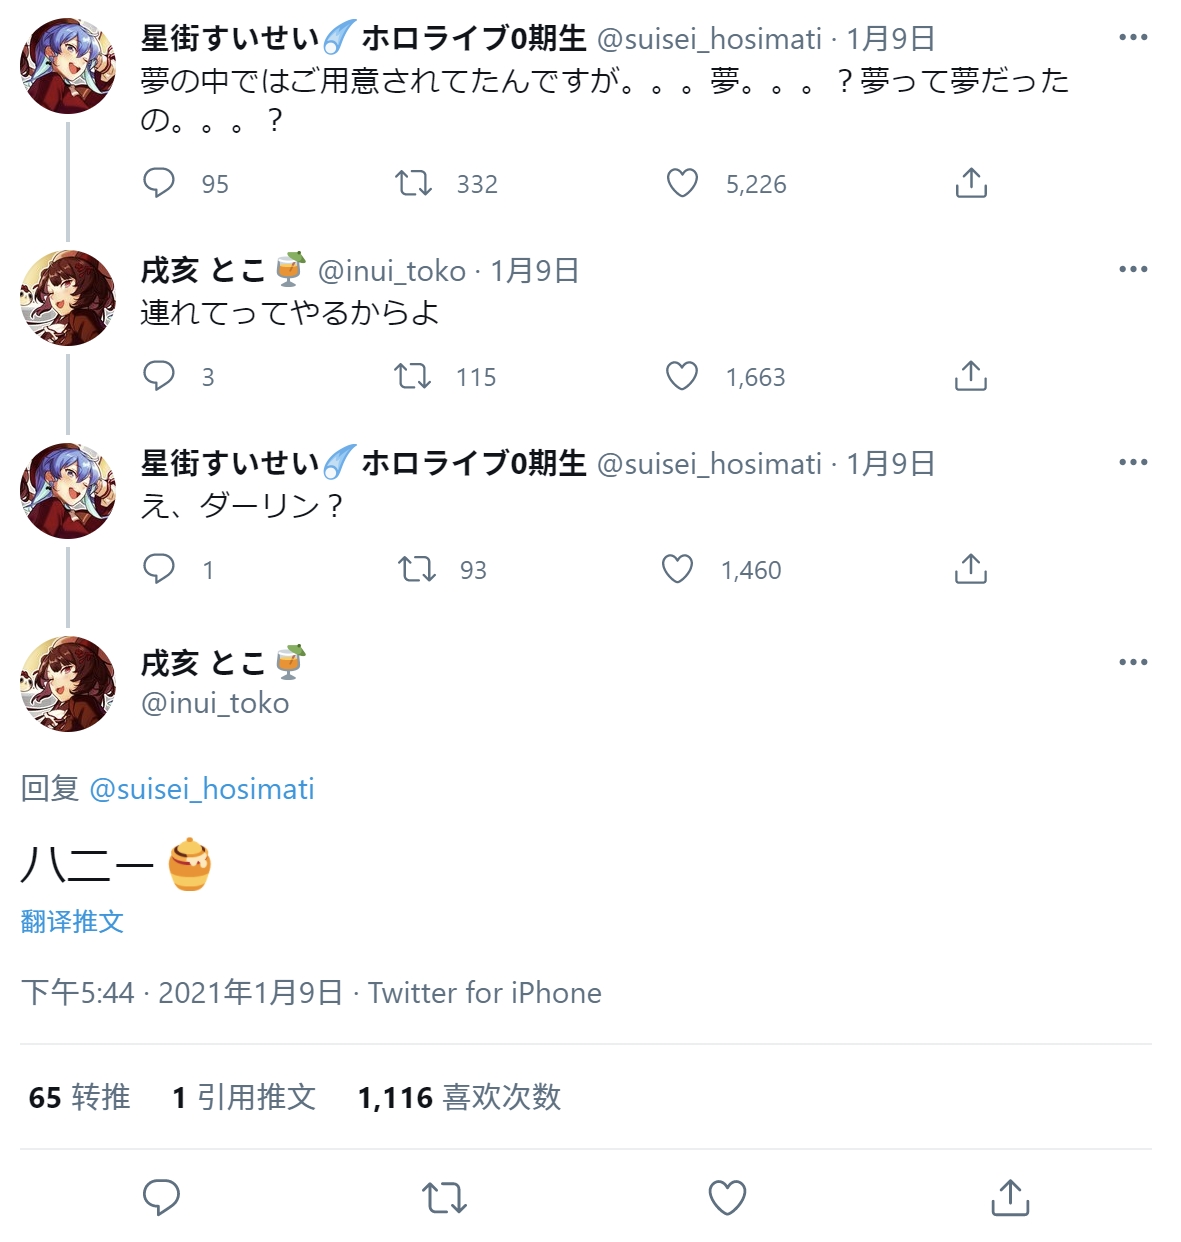 星街すいせい☄️ホロライブ0期生 @suisei_hosimati · 1月9日
夢の中ではご用意されてたんですが。。。夢。。。？夢って夢だった
の。。。？
95 332 5,226
戌亥 とこ🍹 @inui_toko · 1月9日
連れてってやるからよ
3 115 1,663
星街すいせい☄️ホロライブ0期生 @suisei_hosimati · 1月9日
え、ダーリン？
1 93 1,460
戌亥 とこ🍹
@inui_toko
回复 @suisei_hosimati
ハニー🍯
翻译推文
下午5:44 · 2021年1月9日 · Twitter for iPhone
65 转推 1 引用推文 1,116 喜欢次数